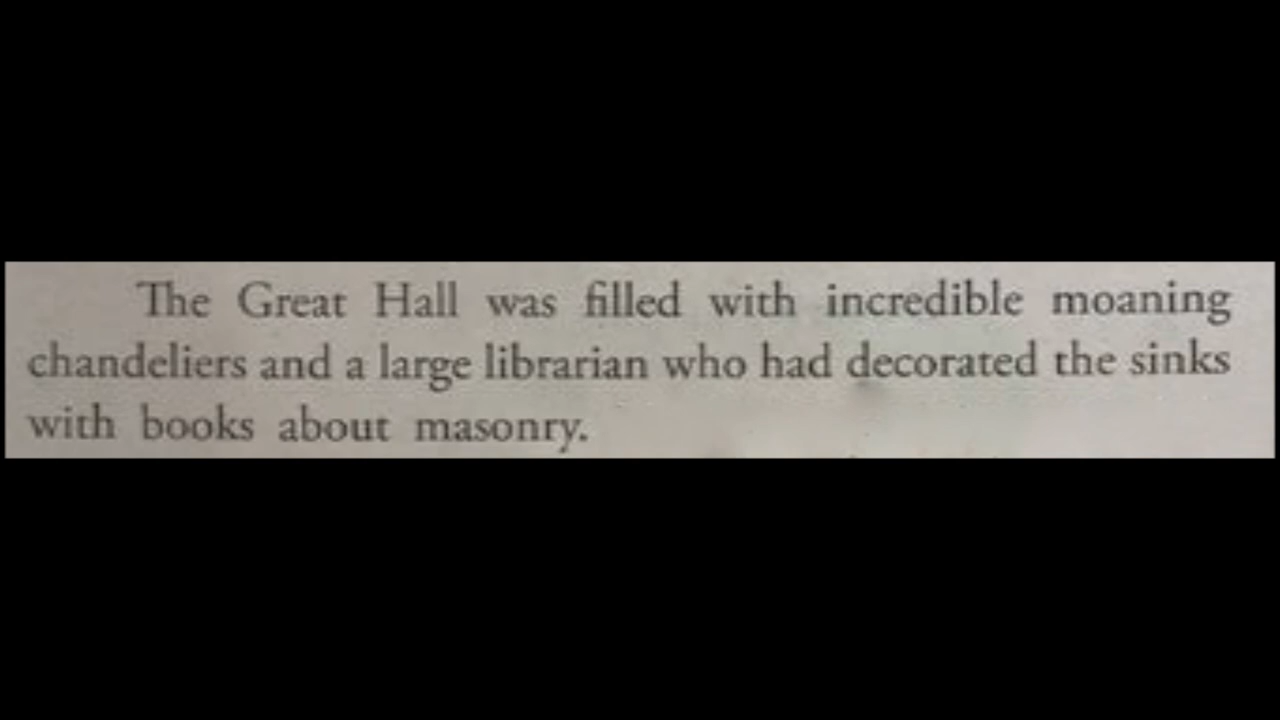 The Great Hall was filled with incredible moaning
chandeliers and a large librarian who had decorated the sinks
with books about masonry.